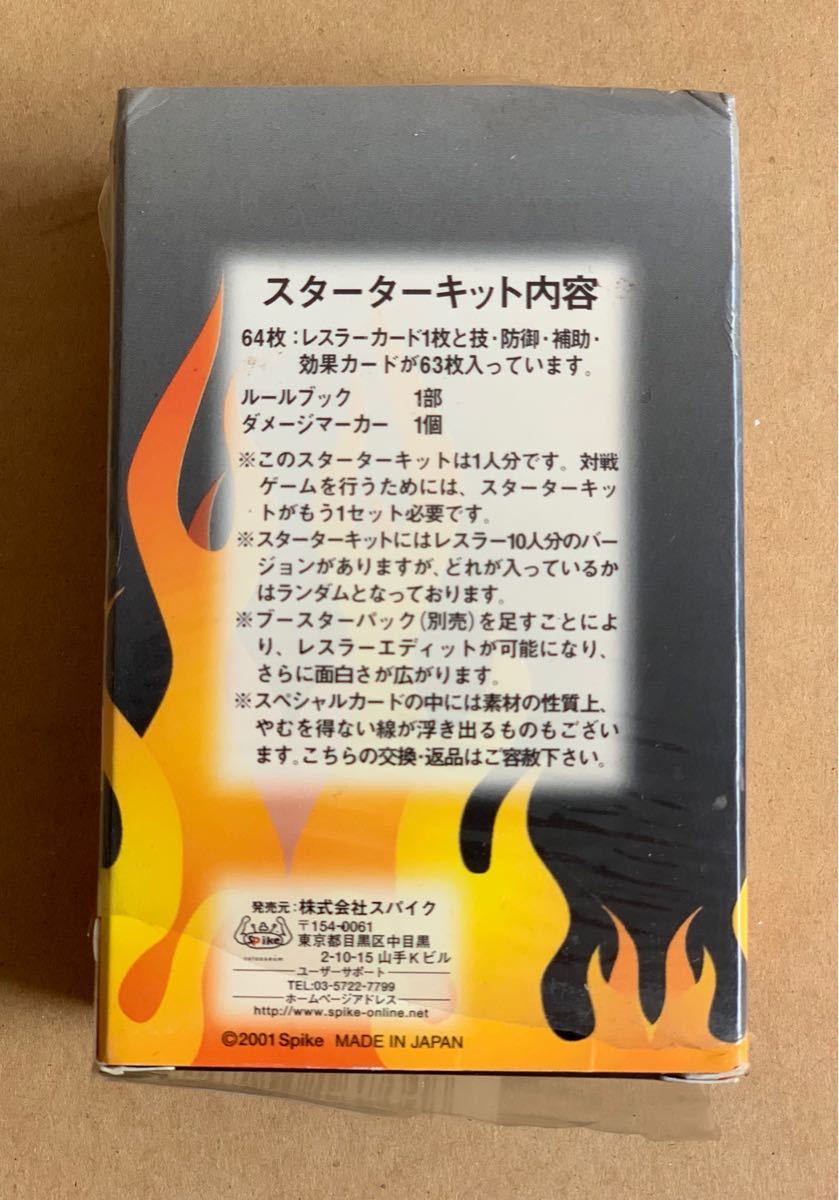 スターターキット内容
64枚：レスラーカード1枚と技・防御・補助・
効果カードが63枚入っています。
ルールブック 1部
ダメージマーカー 1個
※このスターターキットは1人分です。対戦
ゲームを行うためには、スターターキッ
トがもう1セット必要です。
※スターターキットにはレスラー10人分のバー
ジョンがありますが、どれが入っているか
はランダムとなっております。
※ブースターパック(別売)を足すことによ
り、レスラーエディットが可能になり、
さらに面白さが広がります。
※スペシャルカードの中には素材の性質上、
やむを得ない線が浮き出るものもござい
ます。こちらの交換・返品はご容赦下さい。
発売元：株式会社スパイク
〒154-0061
東京都目黒区中目黒
2-10-15 山手Kビル
Spike
colosseum
ユーザーサポート
TEL:03-5722-7799
ホームページアドレス
http://www.spike-online.net
©2001 Spike MADE IN JAPAN